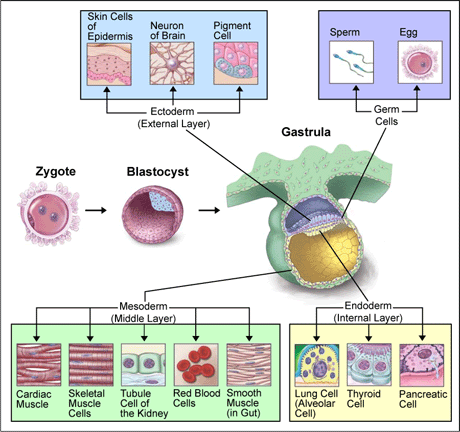 Skin Cells
of
Epidermis
Neuron
of Brain
Pigment
Cell
Sperm
Egg
Ectoderm
(External Layer)
Germ
Cells
Gastrula
Zygote
Blastocyst
Mesoderm
(Middle Layer)
Endoderm
(Internal Layer)
Cardiac
Muscle
Skeletal
Muscle
Cells
Tubule
Cell of
the Kidney
Red Blood
Cells
Smooth
Muscle
(in Gut)
Lung Cell
(Alveolar
Cell)
Thyroid
Cell
Pancreatic
Cell